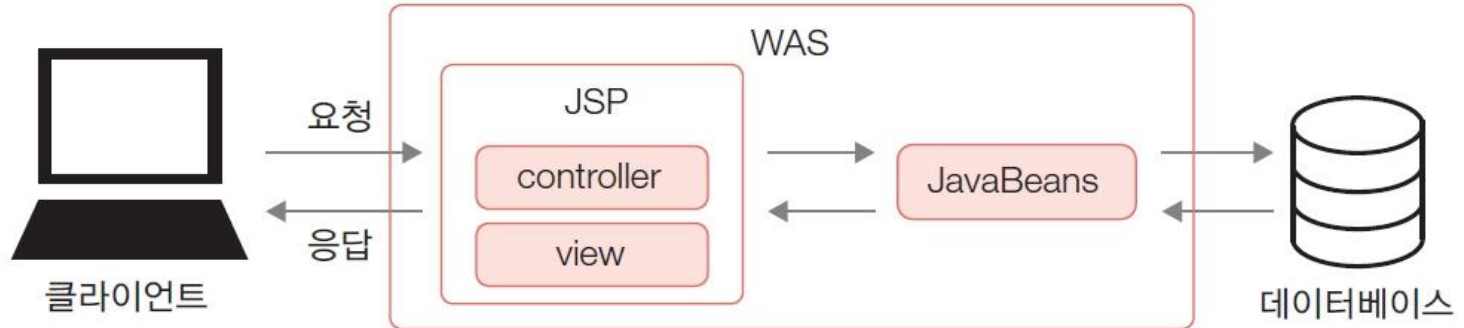 WAS
JSP
요청
controller
JavaBeans
view
응답
클라이언트
데이터베이스